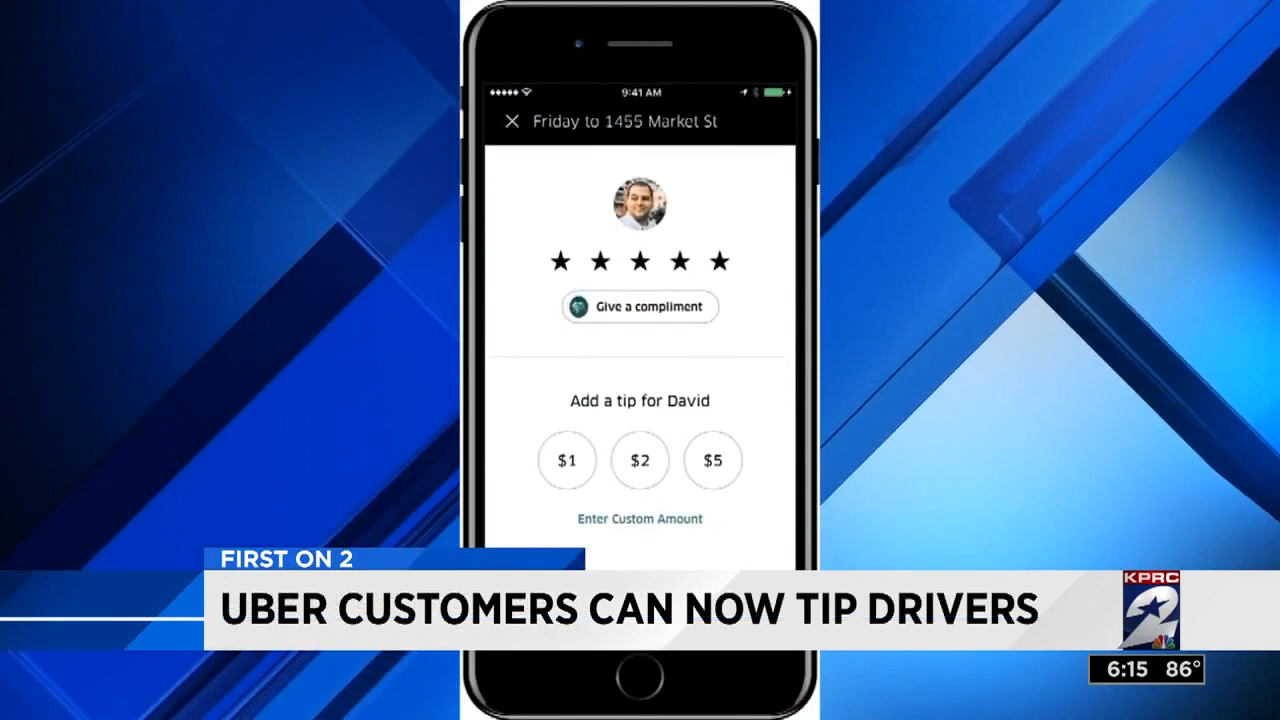 9:41 AM
Friday to 1455 Market St
Give a compliment
Add a tip for David
$1 $2 $5
Enter Custom Amount
FIRST ON 2
UBER CUSTOMERS CAN NOW TIP DRIVERS
KPRC
2
6:15 86°